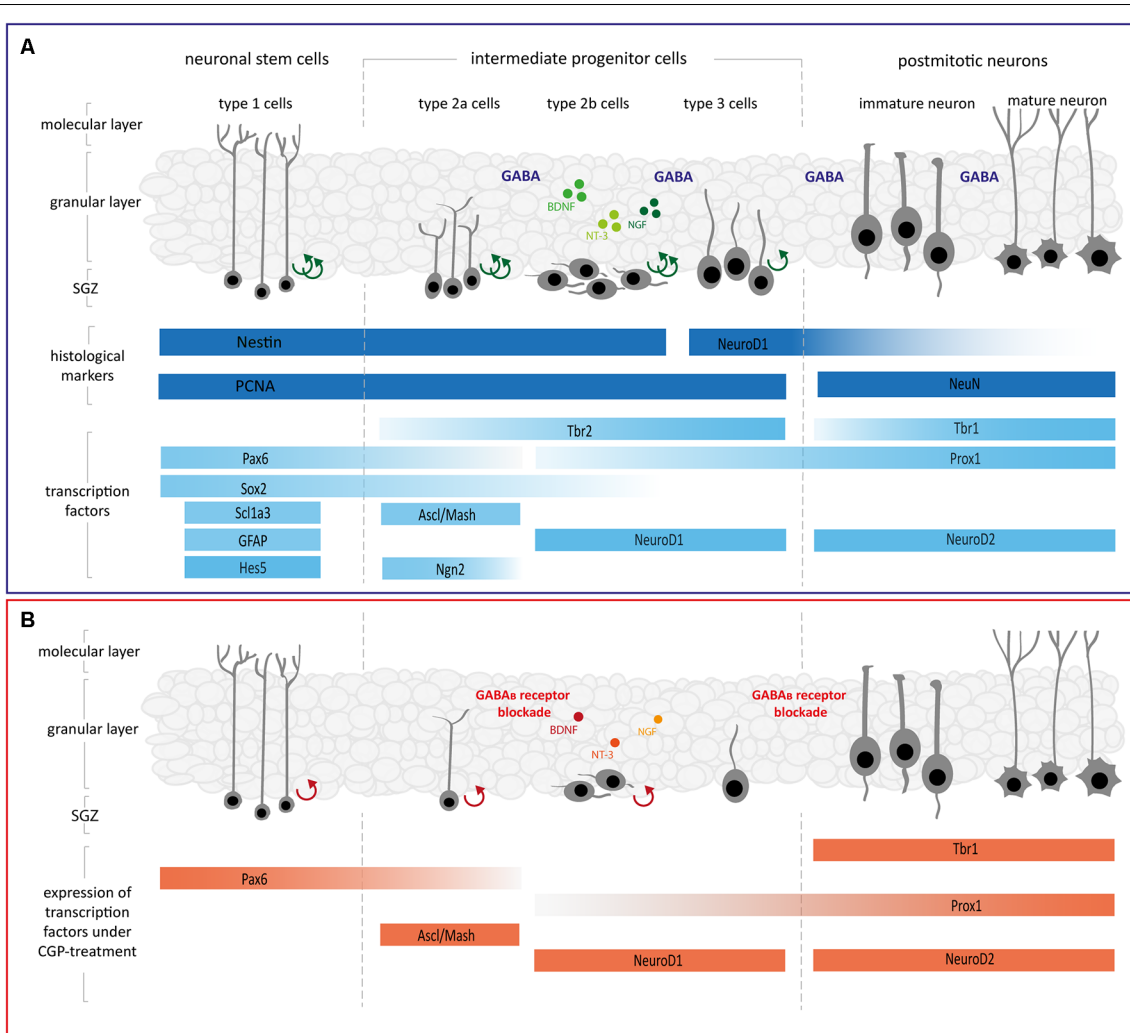 A
neuronal stem cells
intermediate progenitor cells
postmitotic neurons
type 1 cells
type 2a cells
type 2b cells
type 3 cells
immature neuron
mature neuron
molecular layer
granular layer
SGZ
GABA
GABA
GABA
GABA
BDNF
NGF
NT-3
histological
markers
Nestin
NeuroD1
PCNA
NeuN
transcription
factors
Tbr2
Tbr1
Pax6
Prox1
Sox2
Scl1a3
Ascl/Mash
GFAP
NeuroD1
NeuroD2
Hes5
Ngn2
B
molecular layer
granular layer
SGZ
GABAB receptor
blockade
GABAB receptor
blockade
BDNF
NGF
NT-3
expression of
transcription
factors under
CGP-treatment
Tbr1
Pax6
Prox1
Ascl/Mash
NeuroD1
NeuroD2